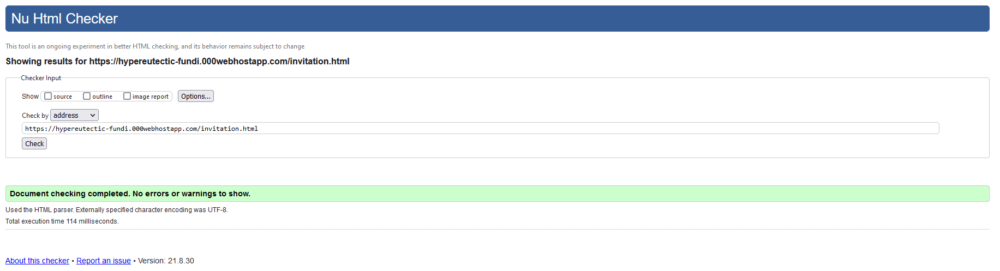 Nu Html Checker
This tool is an ongoing experiment in better HTML checking, and its behavior remains subject to change
Showing results for https://hypereutectic-fundi.000webhostapp.com/invitation.html
Checker Input
Show source outline image report Options...
Check by address
https://hypereutectic-fundi.000webhostapp.com/invitation.html
Check
Document checking completed. No errors or warnings to show.
Used the HTML parser. Externally specified character encoding was UTF-8.
Total execution time 114 milliseconds.
About this checker • Report an issue • Version: 21.8.30